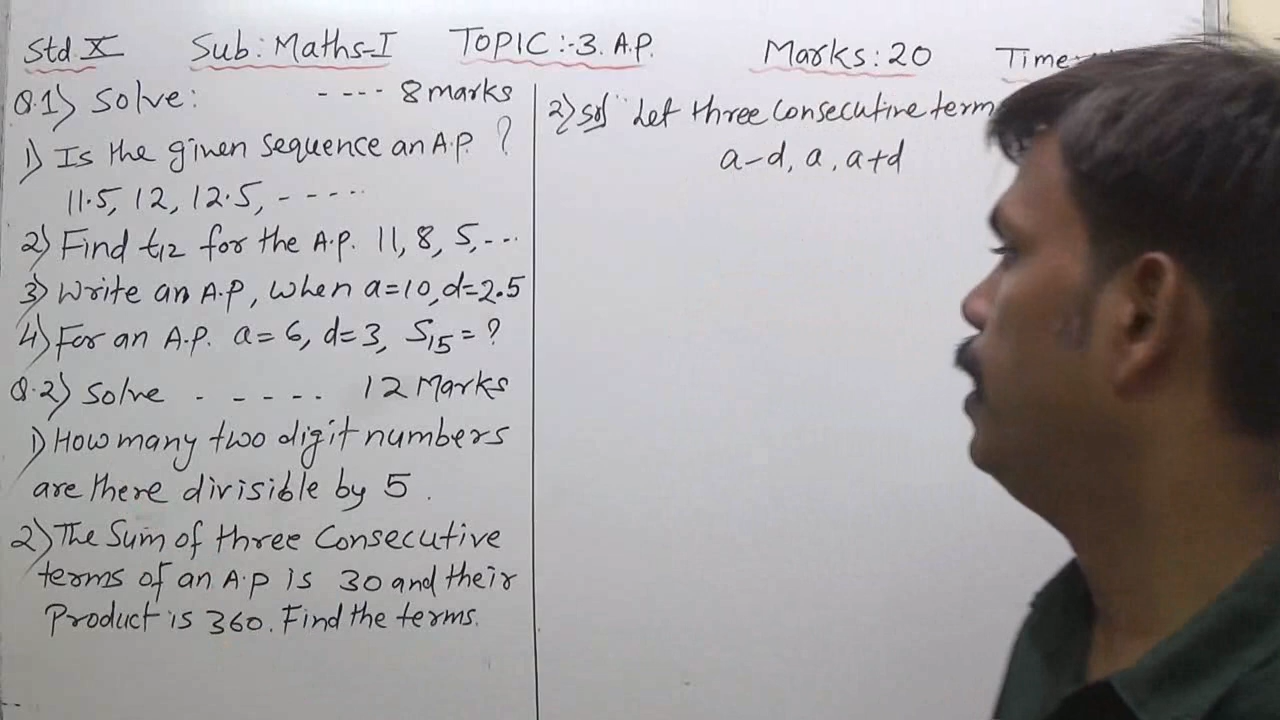 Std. X Sub: Maths-I TOPIC:-3. A.P. Marks: 20 Time-
Q.1) Solve: ---- 8 marks
1) Is the given sequence an A.P. ?
11.5, 12, 12.5, -----
2) Find t12 for the A.P. 11, 8, 5, ---
3) Write an A.P, when a=10, d=2.5
4) For an A.P. a=6, d=3, S15=?
Q.2) Solve ----- 12 Marks
1) How many two digit numbers
are there divisible by 5.
2) The Sum of three Consecutive
terms of an A.P is 30 and their
Product is 360. Find the terms.
2) Sol Let three Consecutive term
a-d, a, a+d